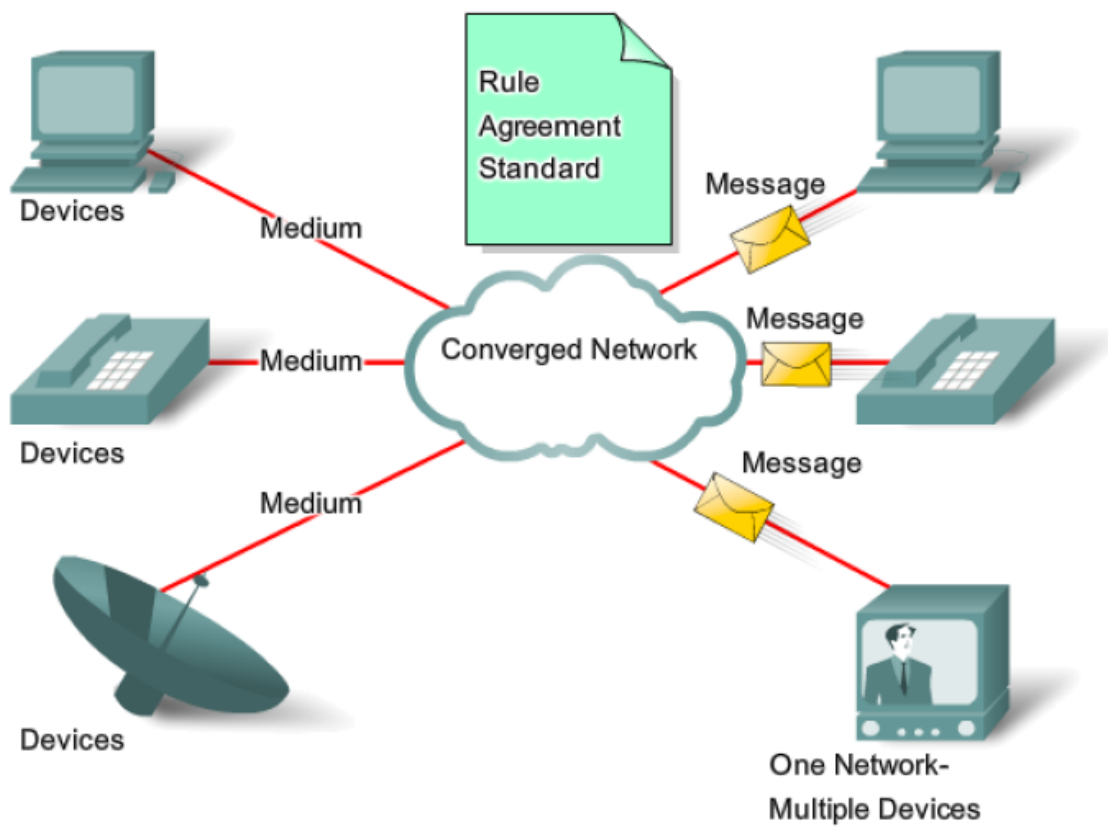 Rule
Agreement
Standard
Message
Devices
Medium
Message
Converged Network
Medium
Devices
Message
Medium
Devices
One Network-
Multiple Devices